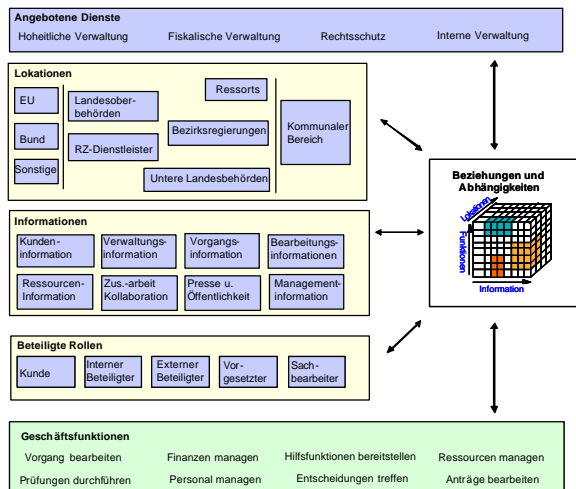 Angebotene Dienste
Hoheitliche Verwaltung Fiskalische Verwaltung Rechtsschutz Interne Verwaltung
Lokationen
EU
Bund
Sonstige
Landesober-
behörden
RZ-Dienstleister
Ressorts
Bezirksregierungen
Untere Landesbehörden
Kommunaler
Bereich
Informationen
Kunden-
information
Verwaltungs-
information
Vorgangs-
information
Bearbeitungs-
informationen
Ressourcen-
Information
Zus.-arbeit
Kollaboration
Presse u.
Öffentlichkeit
Management-
information
Beteiligte Rollen
Kunde
Interner
Beteiligter
Externer
Beteiligter
Vor-
gesetzter
Sach-
bearbeiter
Beziehungen und
Abhängigkeiten
Lokationen
Funktionen
Information
Geschäftsfunktionen
Vorgang bearbeiten Finanzen managen Hilfsfunktionen bereitstellen Ressourcen managen
Prüfungen durchführen Personal managen Entscheidungen treffen Anträge bearbeiten